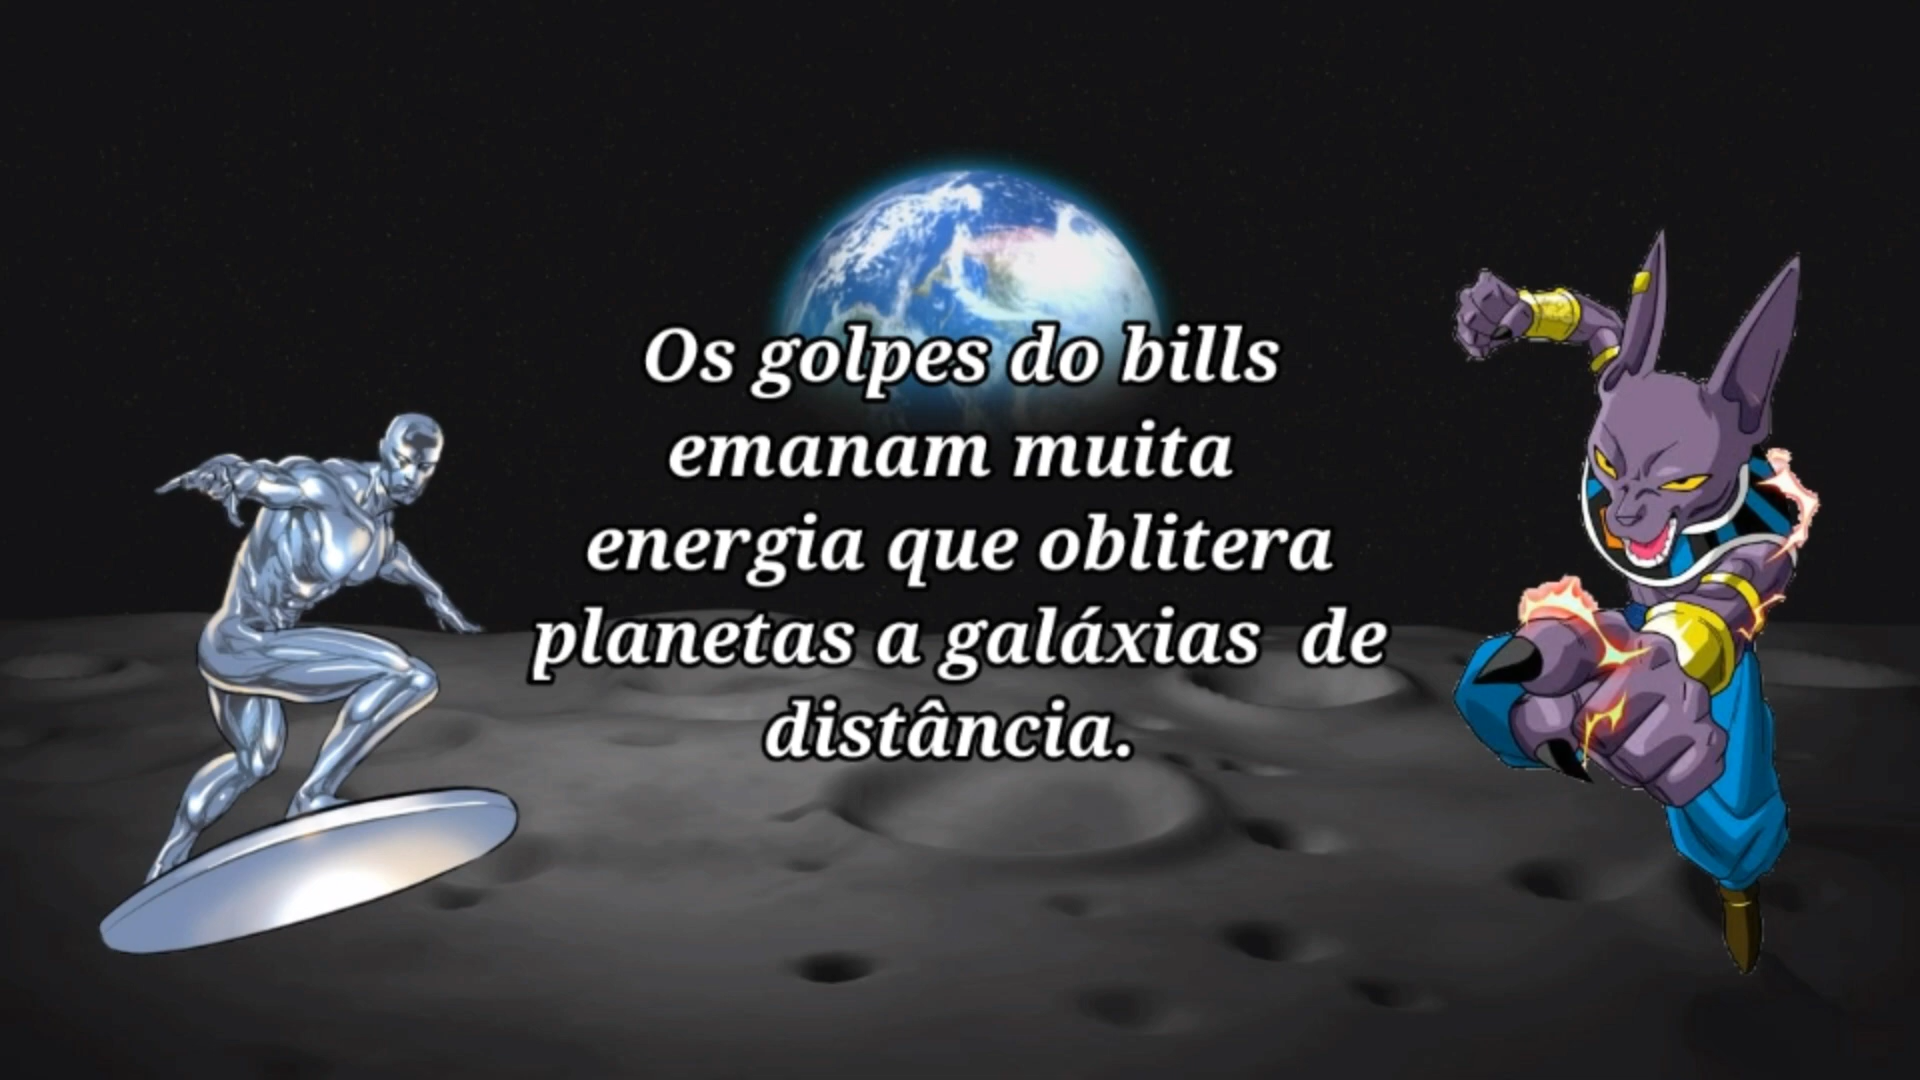 Os golpes do bills
emanam muita
energia que oblitera
planetas a galáxias de
distância.